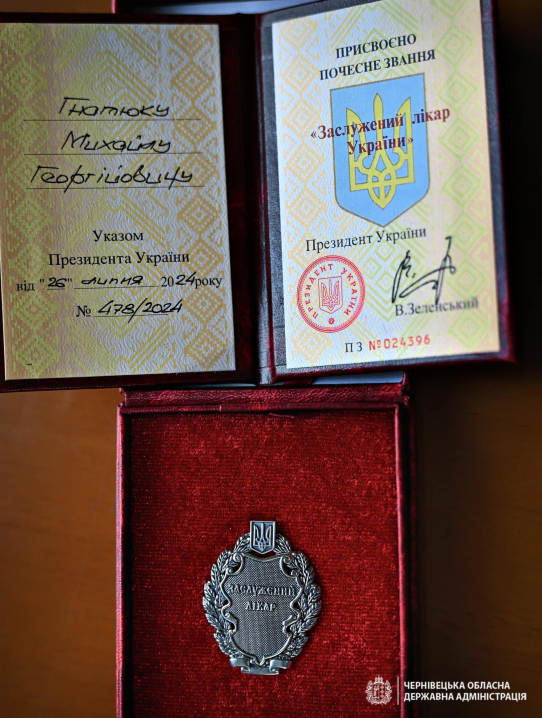 Гнатюку
Михайлу
Георгійовичу
Указом
Президента України
від "26" липня 2024 року
№ 478/2024
ПРИСВОЄНО
ПОЧЕСНЕ ЗВАННЯ
«Заслужений лікар
України»
Президент України
ПРЕЗИДЕНТ УКРАЇНИ
В.Зеленський
ПЗ №024396
ЗАСЛУЖЕНИЙ
ЛІКАР
ЧЕРНІВЕЦЬКА ОБЛАСНА
ДЕРЖАВНА АДМІНІСТРАЦІЯ